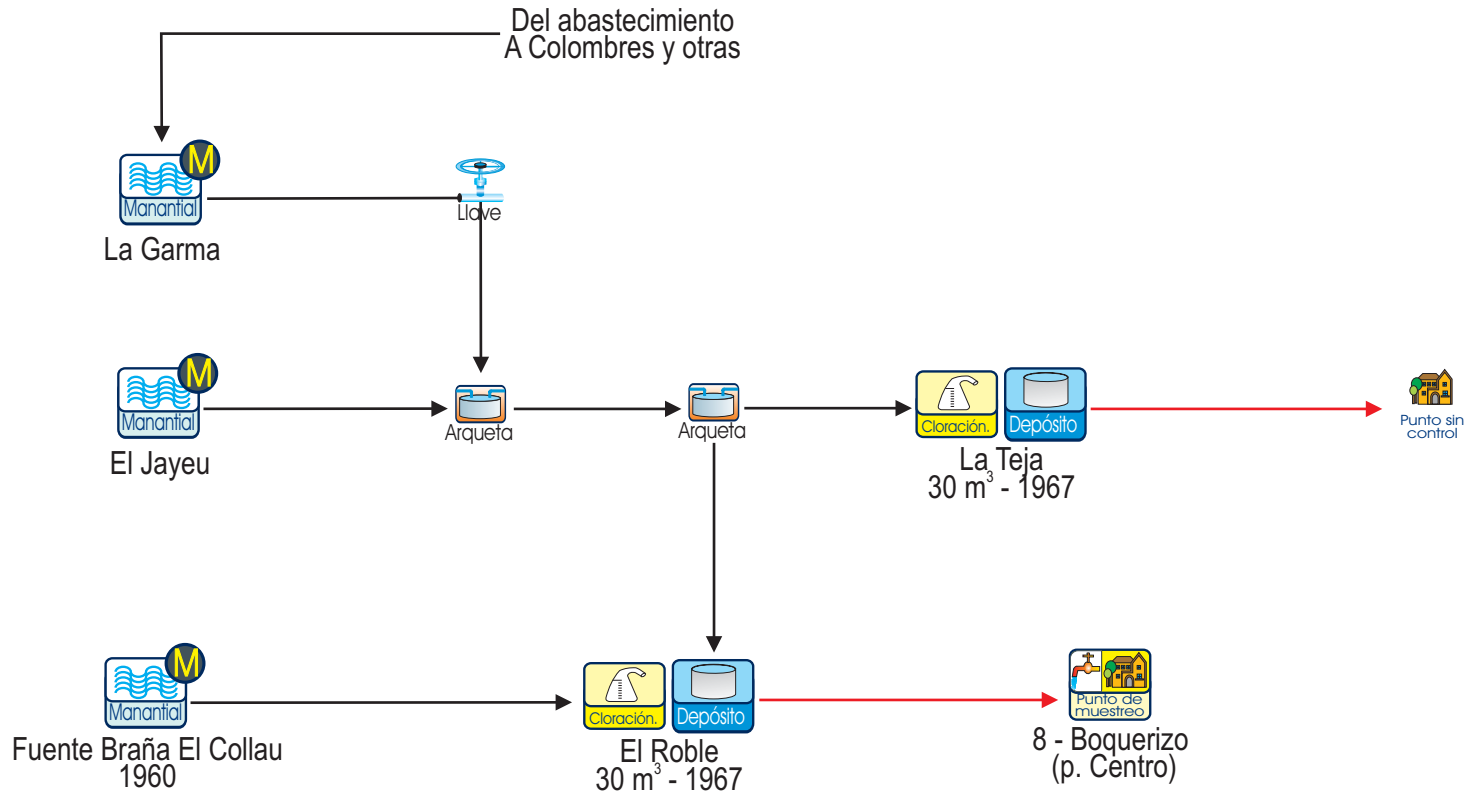 Del abastecimiento
A Colombres y otras
M
Manantial
La Garma
Llave
M
Manantial
El Jayeu
Arqueta
Arqueta
Cloración.
Depósito
La Teja
30 m³ - 1967
Punto sin
control
M
Manantial
Fuente Braña El Collau
1960
Cloración.
Depósito
El Roble
30 m³ - 1967
Punto de
muestreo
8 - Boquerizo
(p. Centro)